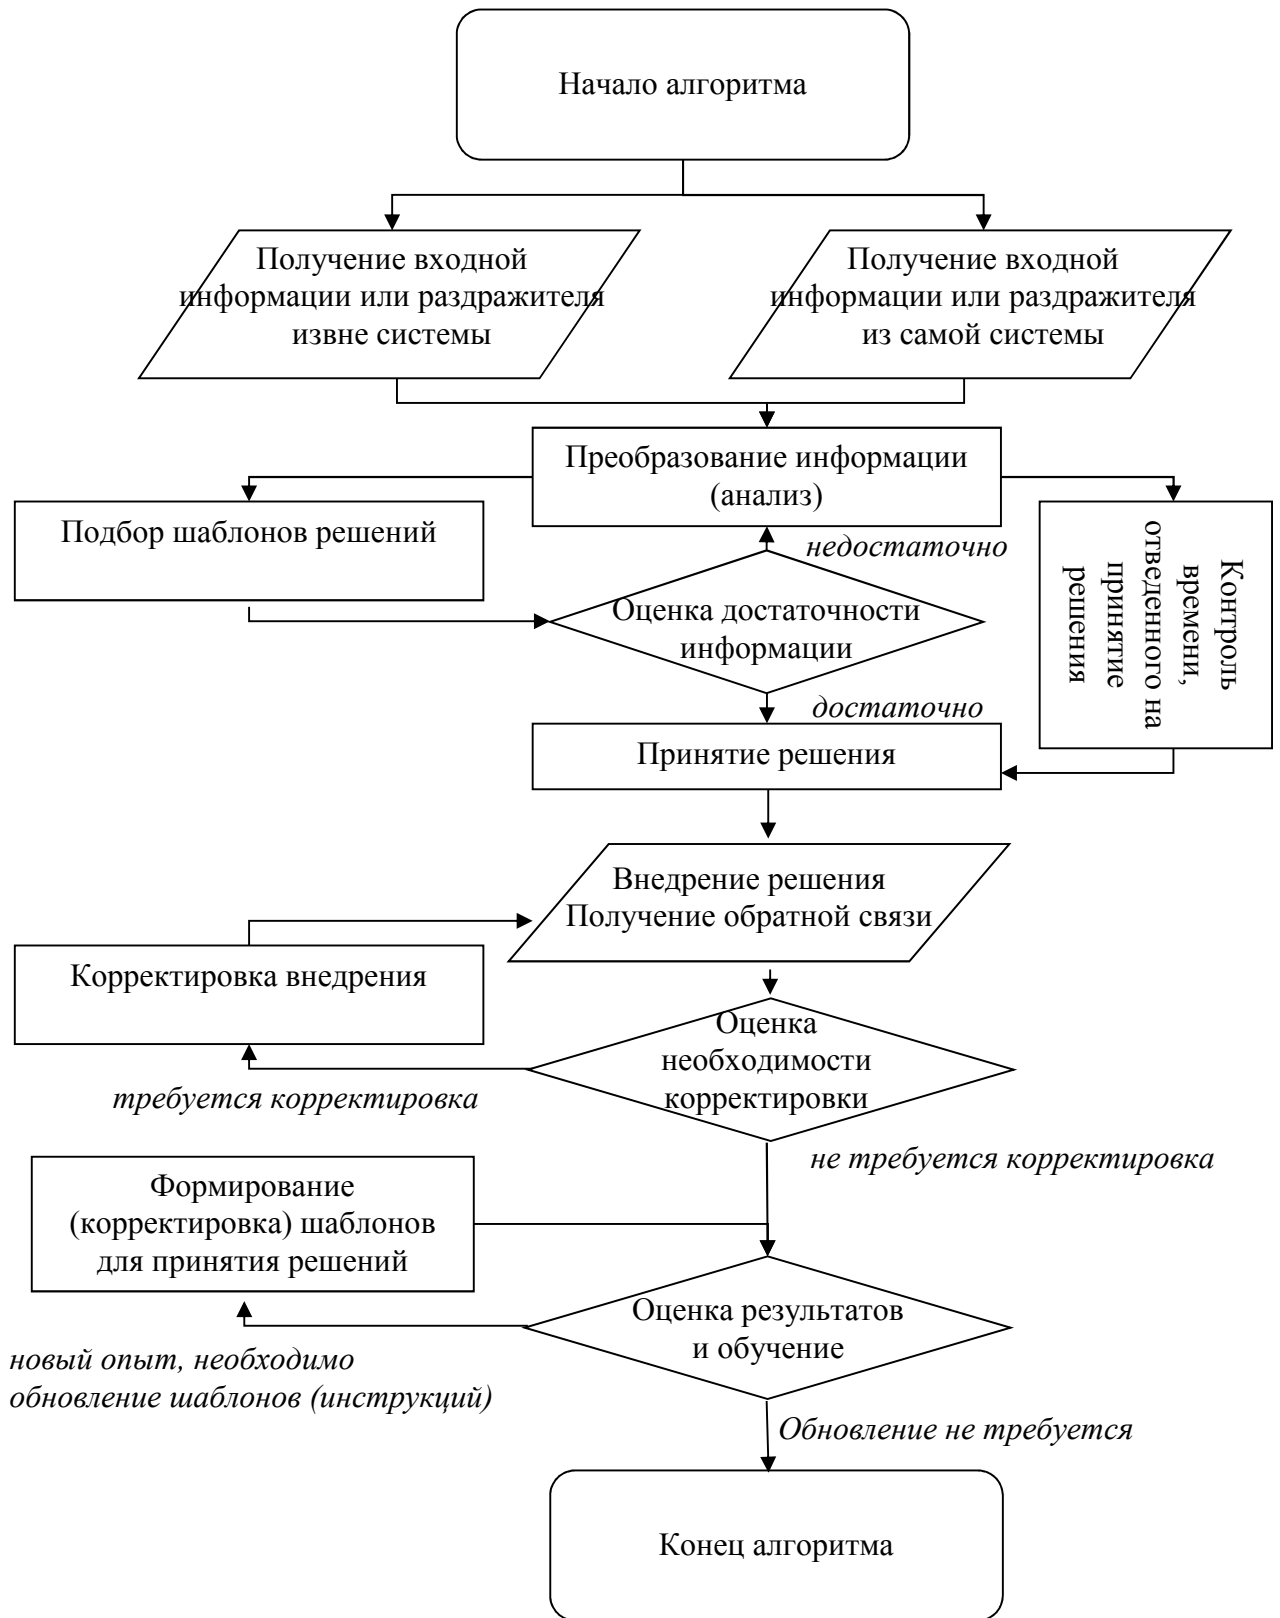 Начало алгоритма
Получение входной
информации или раздражителя
извне системы
Получение входной
информации или раздражителя
из самой системы
Преобразование информации
(анализ)
Подбор шаблонов решений
недостаточно
Контроль
времени,
отведенного на
принятие
решения
Оценка достаточности
информации
достаточно
Принятие решения
Внедрение решения
Получение обратной связи
Корректировка внедрения
Оценка
необходимости
корректировки
требуется корректировка
не требуется корректировка
Формирование
(корректировка) шаблонов
для принятия решений
Оценка результатов
и обучение
новый опыт, необходимо
обновление шаблонов (инструкций)
Обновление не требуется
Конец алгоритма